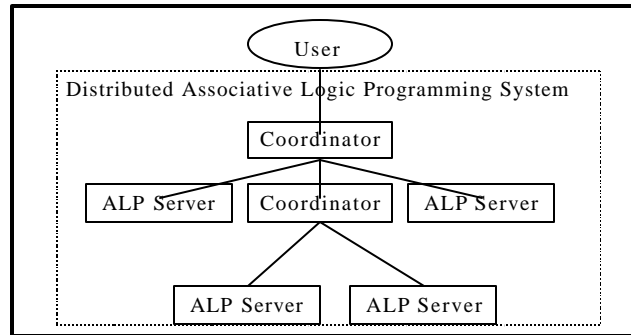 User
Distributed Associative Logic Programming System
Coordinator
ALP Server
Coordinator
ALP Server
ALP Server
ALP Server